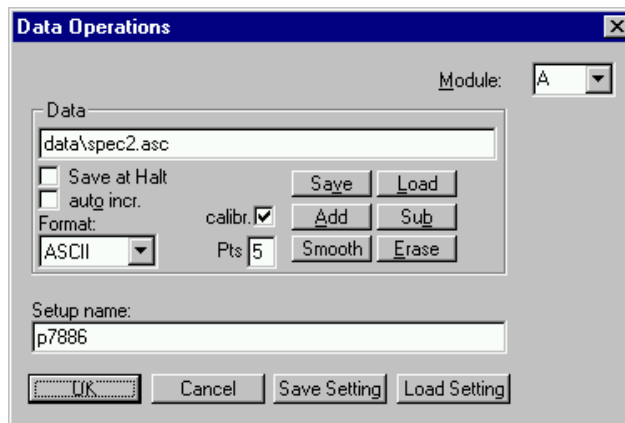 Data Operations
Module: A
Data
data\spec2.asc
Save at Halt
auto incr.
Format:
ASCII
calibr.
Pts 5
Save Load
Add Sub
Smooth Erase
Setup name:
p7886
OK Cancel Save Setting Load Setting